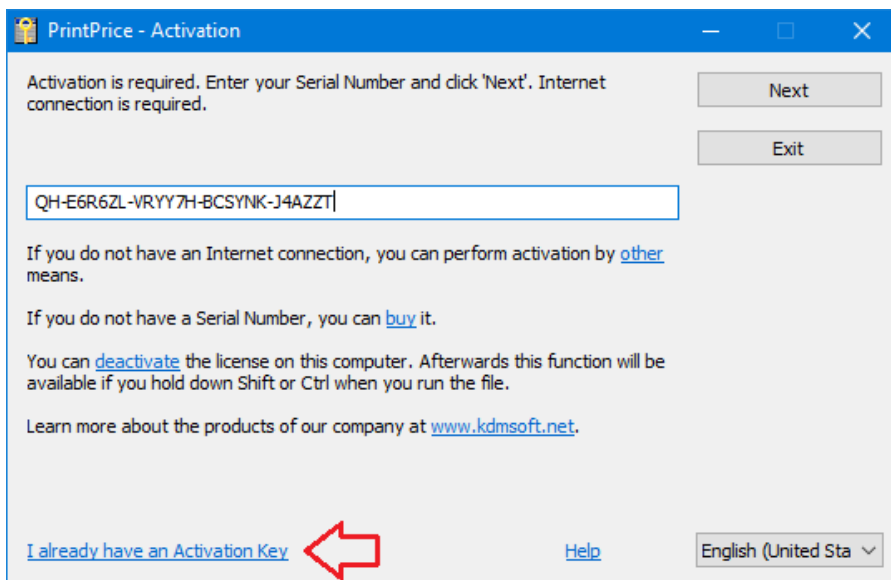 PrintPrice - Activation
Activation is required. Enter your Serial Number and click 'Next'. Internet
connection is required.
Next
Exit
QH-E6R6ZL-VRYY7H-BCSYNK-J4AZZT
If you do not have an Internet connection, you can perform activation by other
means.
If you do not have a Serial Number, you can buy it.
You can deactivate the license on this computer. Afterwards this function will be
available if you hold down Shift or Ctrl when you run the file.
Learn more about the products of our company at www.kdmsoft.net.
I already have an Activation Key
Help
English (United Sta